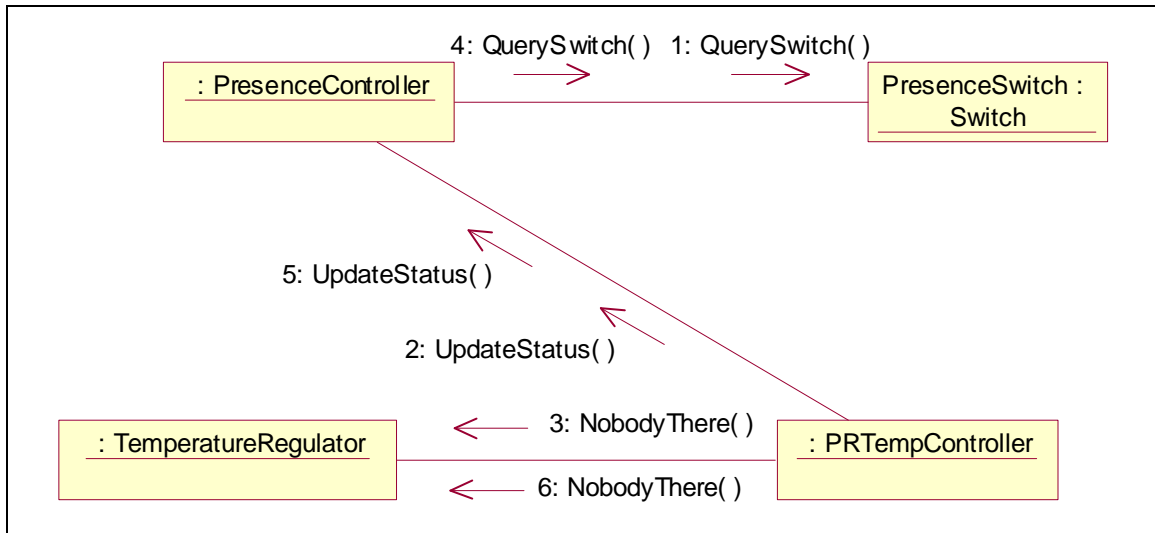 4: QuerySwitch( )
1: QuerySwitch( )
: PresenceController
PresenceSwitch :
Switch
5: UpdateStatus( )
2: UpdateStatus( )
3: NobodyThere( )
: TemperatureRegulator
: PRTempController
6: NobodyThere( )